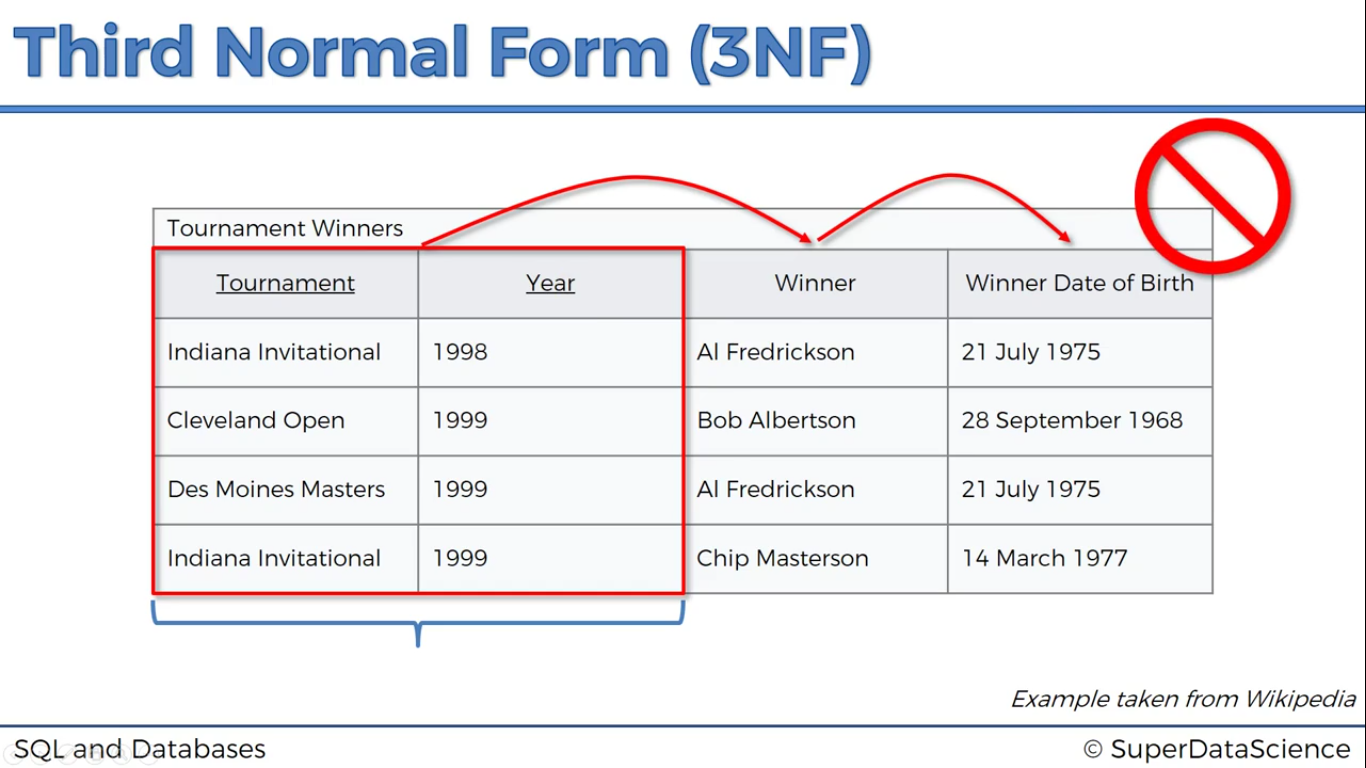 Third Normal Form (3NF)
Tournament Winners
Tournament Year Winner Winner Date of Birth
Indiana Invitational 1998 Al Fredrickson 21 July 1975
Cleveland Open 1999 Bob Albertson 28 September 1968
Des Moines Masters 1999 Al Fredrickson 21 July 1975
Indiana Invitational 1999 Chip Masterson 14 March 1977
Example taken from Wikipedia
SQL and Databases © SuperDataScience